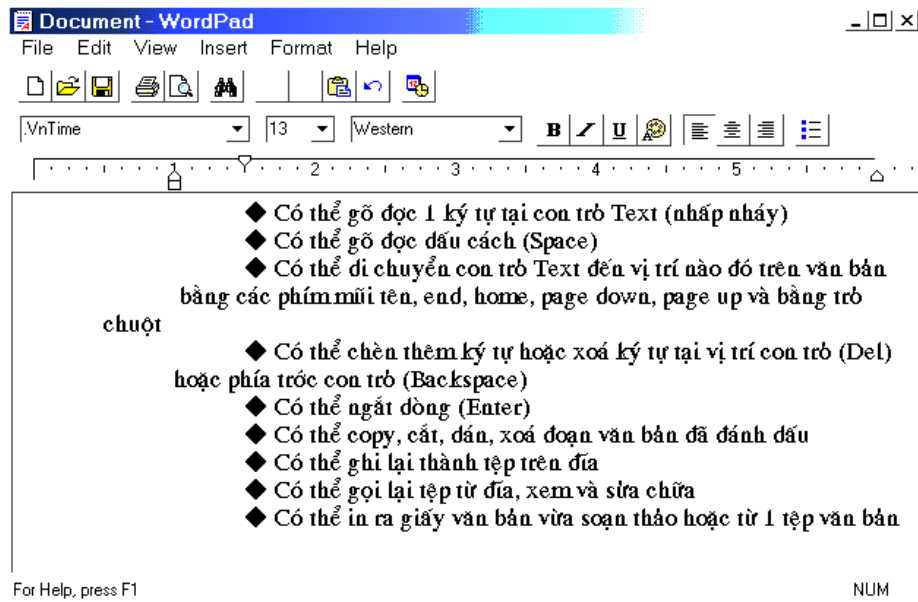 Document - WordPad
File Edit View Insert Format Help
.VnTime 13 Western B I U
1 2 3 4 5
◆ Có thể gõ đợc 1 ký tự tại con trỏ Text (nhấp nháy)
◆ Có thể gõ đợc dấu cách (Space)
◆ Có thể di chuyển con trỏ Text đến vị trí nào đó trên văn bản
bằng các phím mũi tên, end, home, page down, page up và bằng trỏ
chuột
◆ Có thể chèn thêm ký tự hoặc xoá ký tự tại vị trí con trỏ (Del)
hoặc phía trớc con trỏ (Backspace)
◆ Có thể ngắt dòng (Enter)
◆ Có thể copy, cắt, dán, xoá đoạn văn bản đã đánh dấu
◆ Có thể ghi lại thành tệp trên đĩa
◆ Có thể gọi lại tệp từ đĩa, xem và sửa chữa
◆ Có thể in ra giấy văn bản vừa soạn thảo hoặc từ 1 tệp văn bản
For Help, press F1 NUM